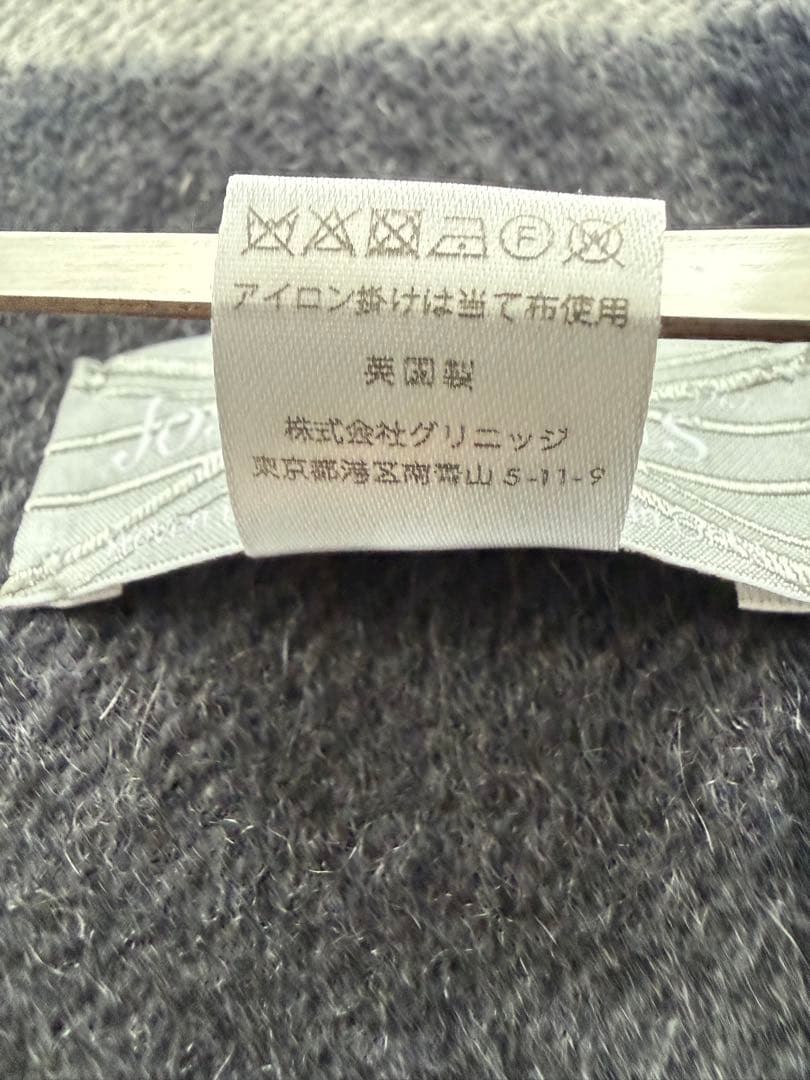 F W
アイロン掛けは当て布使用
英国製
株式会社グリニッジ
東京都港区南青山 5-11-9